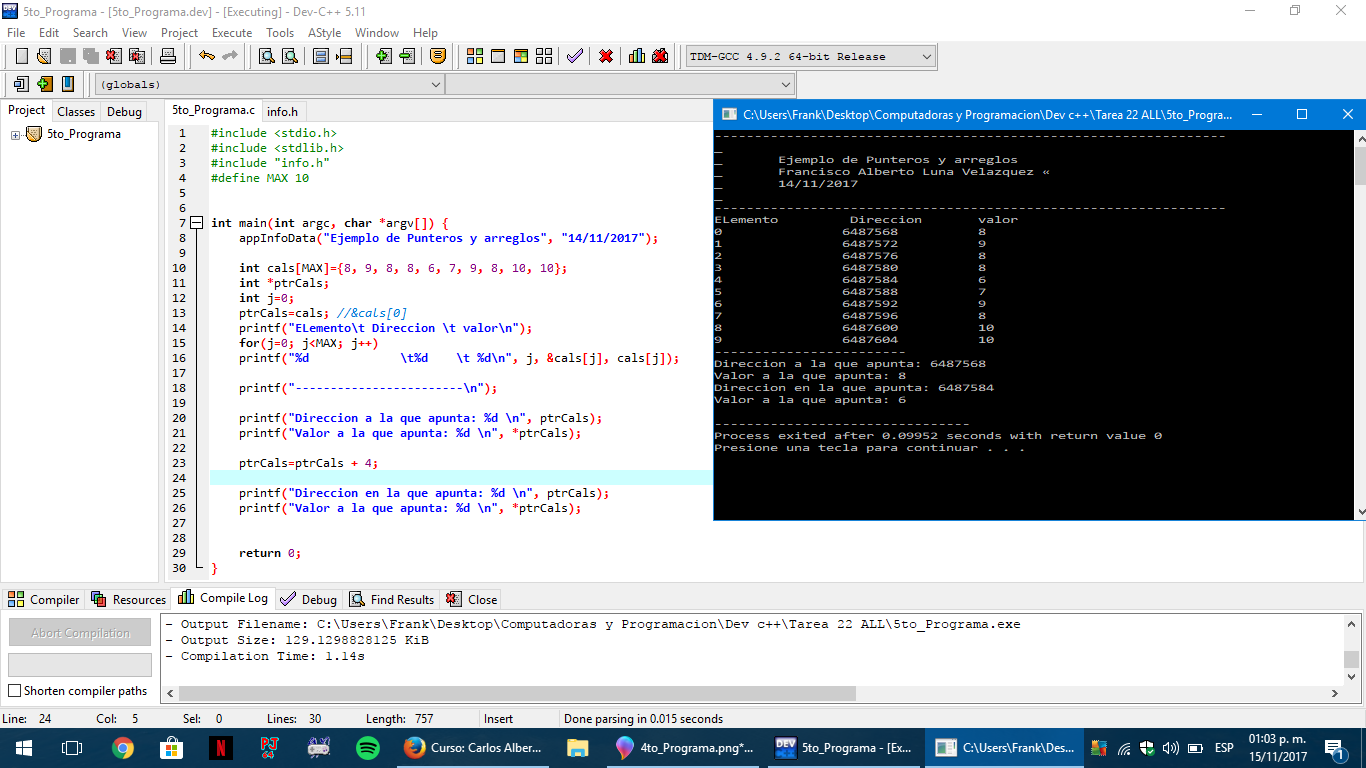 5to_Programa - [5to_Programa.dev] - [Executing] - Dev-C++ 5.11
File Edit Search View Project Execute Tools AStyle Window Help
TDM-GCC 4.9.2 64-bit Release
(globals)
Project Classes Debug
5to_Programa
5to_Programa.c info.h
1 #include <stdio.h>
2 #include <stdlib.h>
3 #include "info.h"
4 #define MAX 10
5
6
7 int main(int argc, char *argv[]) {
8 appInfoData("Ejemplo de Punteros y arreglos", "14/11/2017");
9
10 int cals[MAX]={8, 9, 8, 8, 6, 7, 9, 8, 10, 10};
11 int *ptrCals;
12 int j=0;
13 ptrCals=cals; //&cals[0]
14 printf("ELemento\t Direccion \t valor\n");
15 for(j=0; j<MAX; j++)
16 printf("%d             \t%d    \t %d\n", j, &cals[j], cals[j]);
17
18 printf("------------------------\n");
19
20 printf("Direccion a la que apunta: %d \n", ptrCals);
21 printf("Valor a la que apunta: %d \n", *ptrCals);
22
23 ptrCals=ptrCals + 4;
24
25 printf("Direccion en la que apunta: %d \n", ptrCals);
26 printf("Valor a la que apunta: %d \n", *ptrCals);
27
28
29 return 0;
30 }
C:\Users\Frank\Desktop\Computadoras y Programacion\Dev c++\Tarea 22 ALL\5to_Progra...
----------------------------------------------------------------
_
_ Ejemplo de Punteros y arreglos
_ Francisco Alberto Luna Velazquez «
_ 14/11/2017
_
----------------------------------------------------------------
ELemento Direccion valor
0 6487568 8
1 6487572 9
2 6487576 8
3 6487580 8
4 6487584 6
5 6487588 7
6 6487592 9
7 6487596 8
8 6487600 10
9 6487604 10
------------------------
Direccion a la que apunta: 6487568
Valor a la que apunta: 8
Direccion en la que apunta: 6487584
Valor a la que apunta: 6
--------------------------------
Process exited after 0.09952 seconds with return value 0
Presione una tecla para continuar . . .
Compiler Resources Compile Log Debug Find Results Close
Abort Compilation
Shorten compiler paths
- Output Filename: C:\Users\Frank\Desktop\Computadoras y Programacion\Dev c++\Tarea 22 ALL\5to_Programa.exe
- Output Size: 129.1298828125 KiB
- Compilation Time: 1.14s
Line: 24 Col: 5 Sel: 0 Lines: 30 Length: 757 Insert Done parsing in 0.015 seconds
Curso: Carlos Alber... 4to_Programa.png*... 5to_Programa - [Ex... C:\Users\Frank\Des...
ESP
01:03 p. m.
15/11/2017